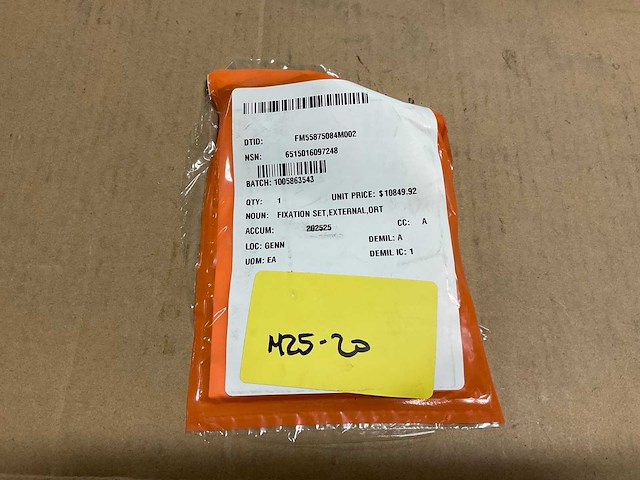 DTID: FM55875084M002
NSN: 6515016097248
BATCH: 1005863543
QTY: 1 UNIT PRICE: $10849.92
NOUN: FIXATION SET,EXTERNAL,ORT
ACCUM: 202525 CC: A
LOC: GENN DEMIL: A
UOM: EA DEMIL IC: 1
M25-20